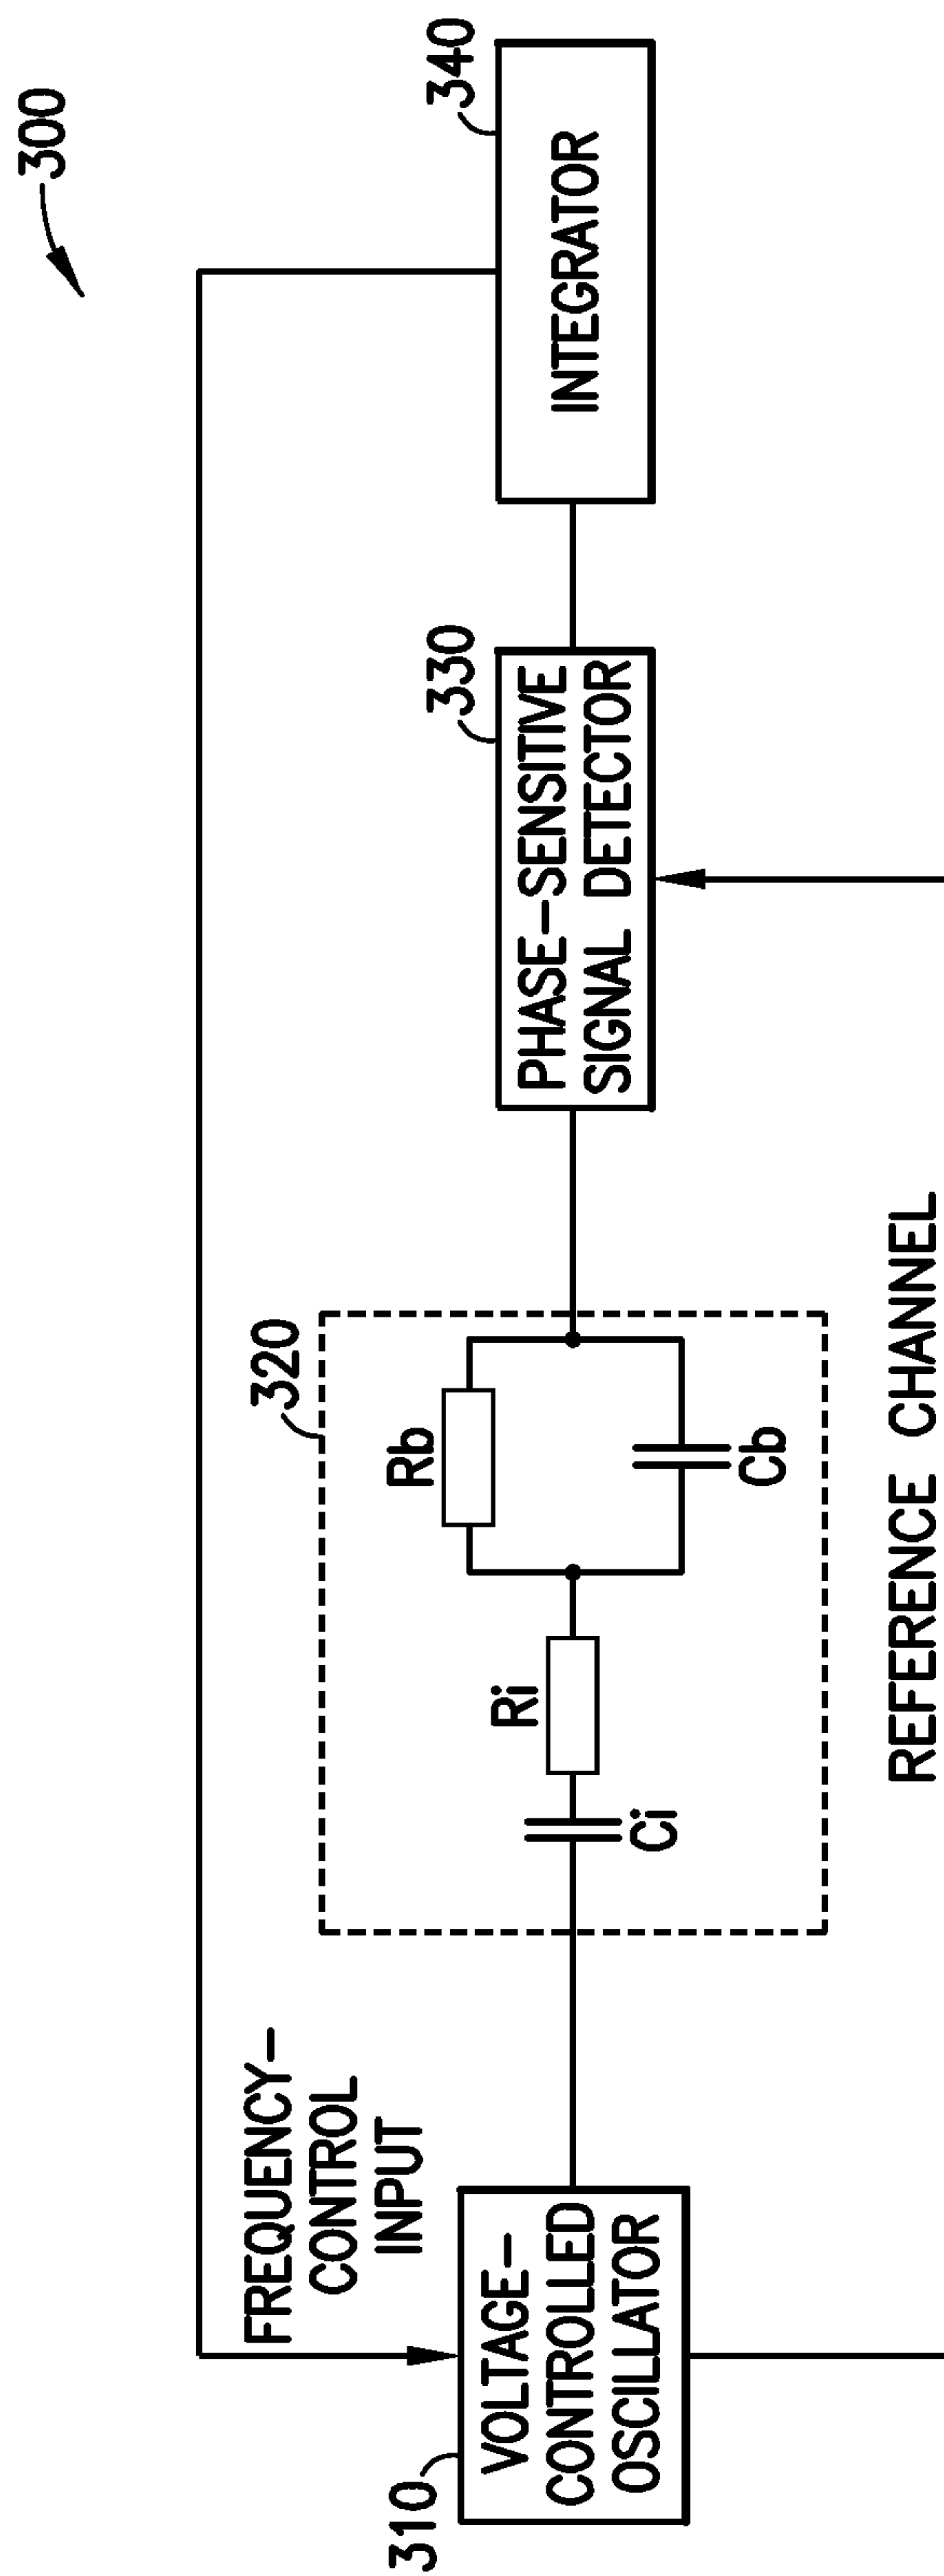 300
FREQUENCY-
CONTROL
INPUT
310
VOLTAGE-
CONTROLLED
OSCILLATOR
320
Ci
Ri
Rb
Cb
330
PHASE-SENSITIVE
SIGNAL DETECTOR
340
INTEGRATOR
REFERENCE CHANNEL